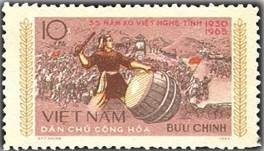 10
XU
35 NĂM XÔ VIẾT NGHỆ-TĨNH
1930
1965
VIỆT NAM
DÂN CHỦ CỘNG HÒA
BƯU CHÍNH